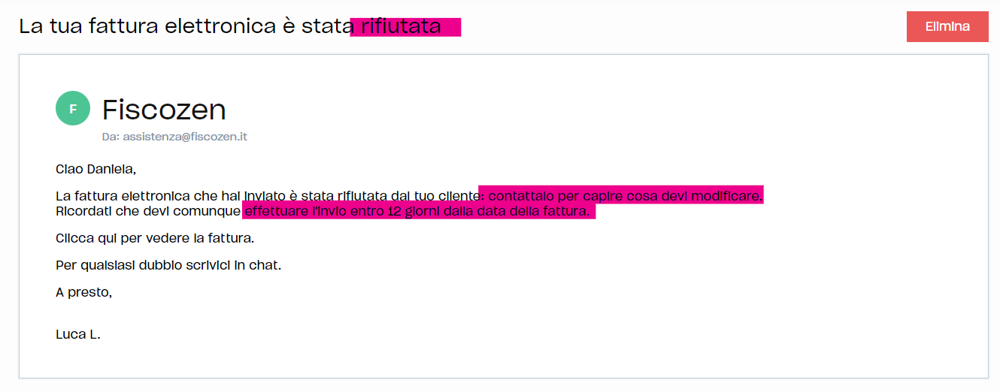 La tua fattura elettronica è stata rifiutata
Elimina
F
Fiscozen
Da: assistenza@fiscozen.it
Ciao Daniela,
La fattura elettronica che hai inviato è stata rifiutata dal tuo cliente: contattalo per capire cosa devi modificare.
Ricordati che devi comunque effettuare l'invio entro 12 giorni dalla data della fattura.
Clicca qui per vedere la fattura.
Per qualsiasi dubbio scrivici in chat.
A presto,
Luca L.